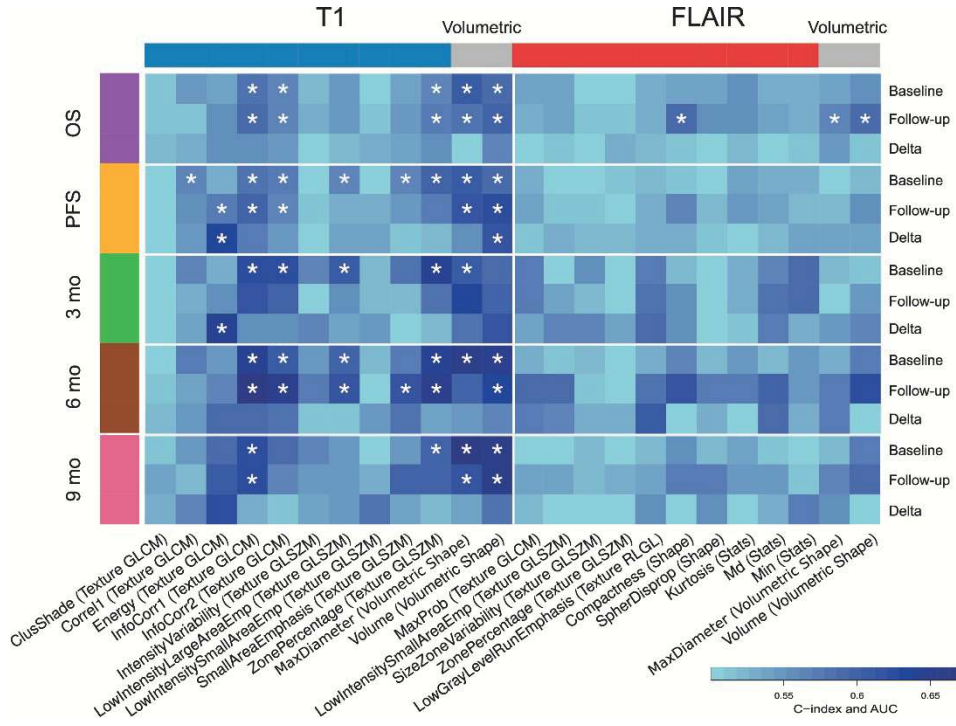 T1
FLAIR
Volumetric
Volumetric
OS
Baseline
* * * * *
Follow-up
* * * * * * * *
Delta
PFS
Baseline
* * * * * * * *
Follow-up
* * * * *
Delta
* *
3 mo
Baseline
* * * * *
Follow-up
Delta
*
6 mo
Baseline
* * * * * *
Follow-up
* * * * * *
Delta
9 mo
Baseline
* * * *
Follow-up
* * *
Delta
ClusShade (Texture GLCM)
Correl1 (Texture GLCM)
Energy (Texture GLCM)
InfoCorr1 (Texture GLCM)
InfoCorr2 (Texture GLCM)
IntensityVariability (Texture GLSZM)
LowIntensityLargeAreaEmp (Texture GLSZM)
LowIntensitySmallAreaEmp (Texture GLSZM)
SmallAreaEmphasis (Texture GLSZM)
ZonePercentage (Texture GLSZM)
MaxDiameter (Volumetric Shape)
Volume (Volumetric Shape)
MaxProb (Texture GLCM)
LowIntensitySmallAreaEmp (Texture GLSZM)
SizeZoneVariability (Texture GLSZM)
ZonePercentage (Texture GLSZM)
LowGrayLevelRunEmphasis (Texture RLGL)
Compactness (Shape)
SpherDisprop (Shape)
Kurtosis (Stats)
Md (Stats)
Min (Stats)
MaxDiameter (Volumetric Shape)
Volume (Volumetric Shape)
0.55 0.6 0.65
C-index and AUC